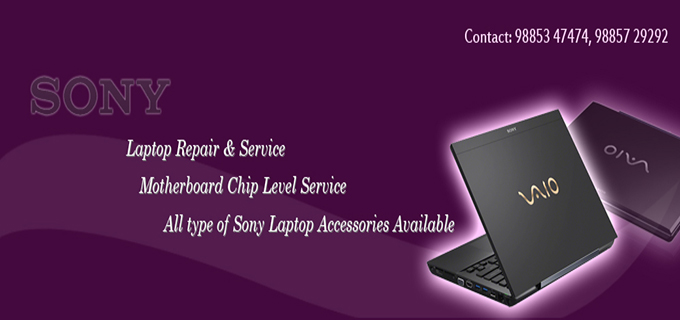 Contact: 98853 47474, 98857 29292
SONY
Laptop Repair & Service
Motherboard Chip Level Service
All type of Sony Laptop Accessories Available
SONY
VAIO
VAIO